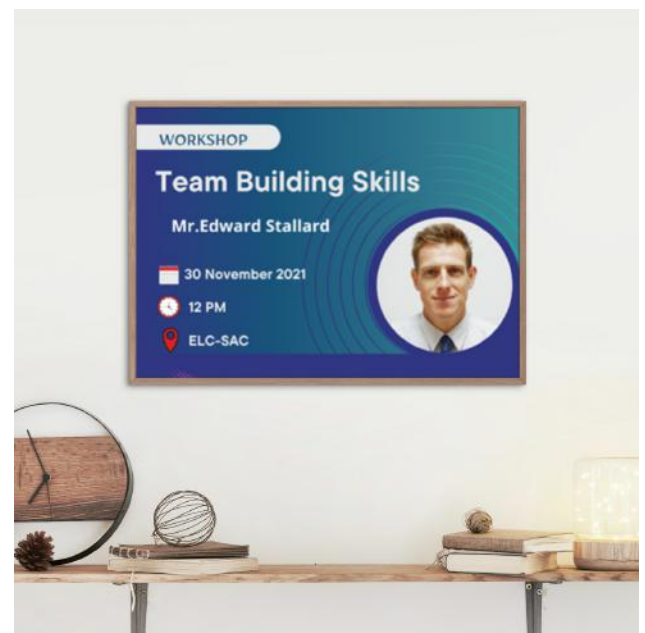 WORKSHOP
Team Building Skills
Mr.Edward Stallard
30 November 2021
12 PM
ELC-SAC